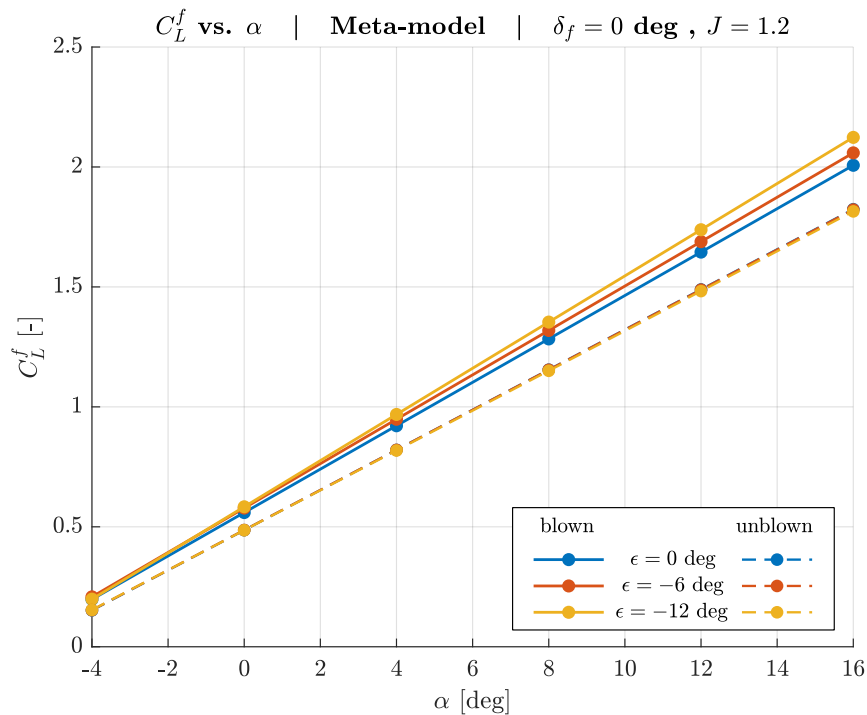 C_L^f vs. α | Meta-model | δ_f = 0 deg , J = 1.2
2.5
2
1.5
1
0.5
0
C_L^f [-]
-4 -2 0 2 4 6 8 10 12 14 16
α [deg]
blown unblown
ϵ = 0 deg
ϵ = −6 deg
ϵ = −12 deg